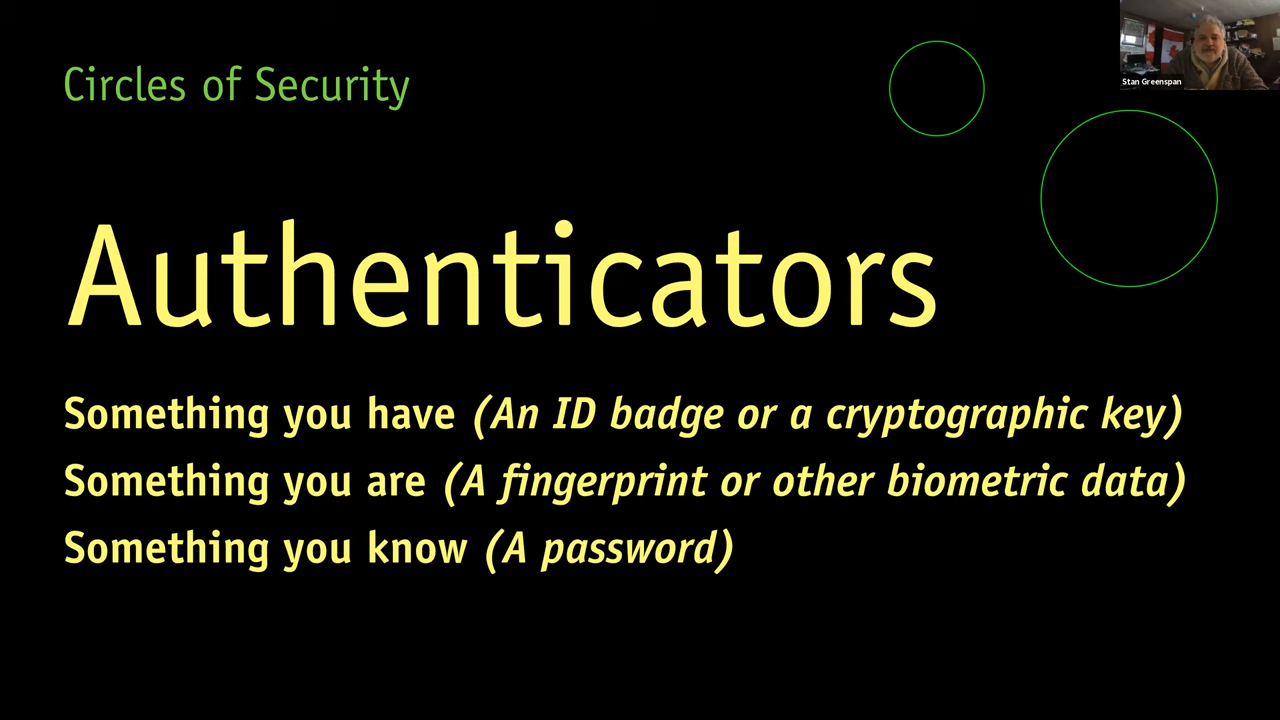 Circles of Security
Stan Greenspan
Authenticators
Something you have (An ID badge or a cryptographic key)
Something you are (A fingerprint or other biometric data)
Something you know (A password)